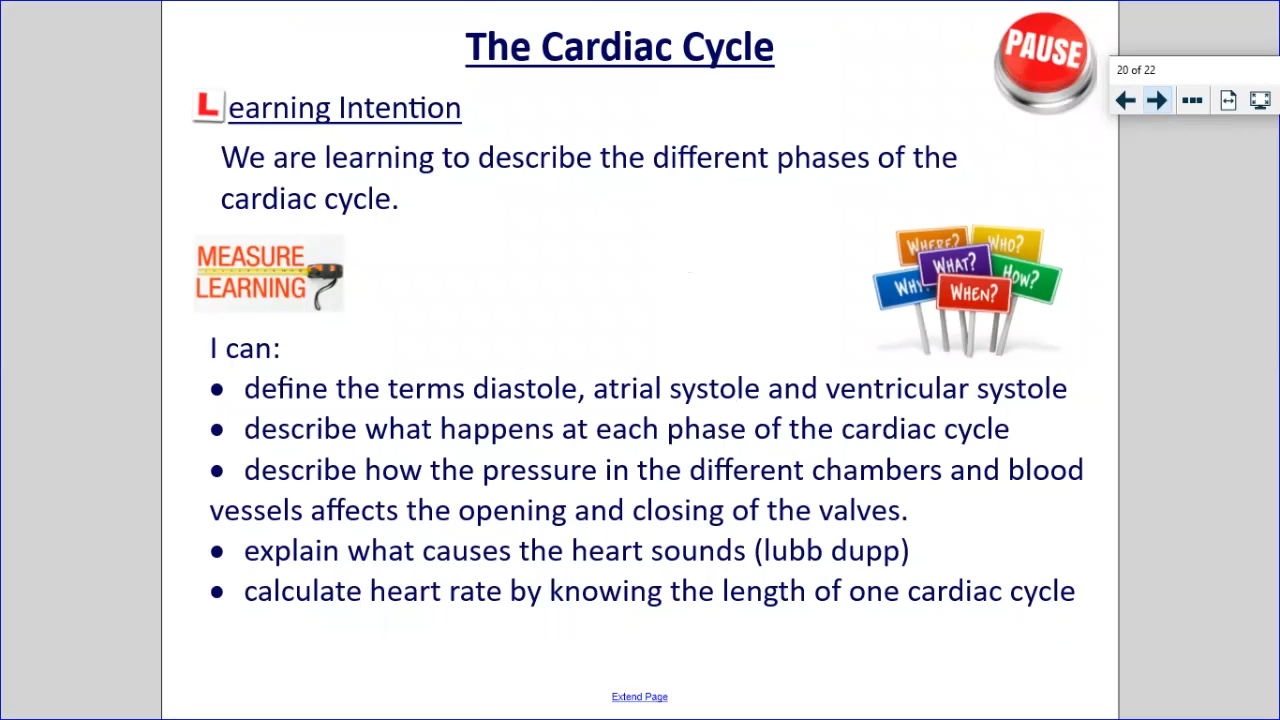 The Cardiac Cycle
PAUSE
20 of 22
Learning Intention
We are learning to describe the different phases of the
cardiac cycle.
MEASURE
LEARNING
WHERE?
WHO?
WHAT?
WHY?
HOW?
WHEN?
I can:
• define the terms diastole, atrial systole and ventricular systole
• describe what happens at each phase of the cardiac cycle
• describe how the pressure in the different chambers and blood
vessels affects the opening and closing of the valves.
• explain what causes the heart sounds (lubb dupp)
• calculate heart rate by knowing the length of one cardiac cycle
Extend Page